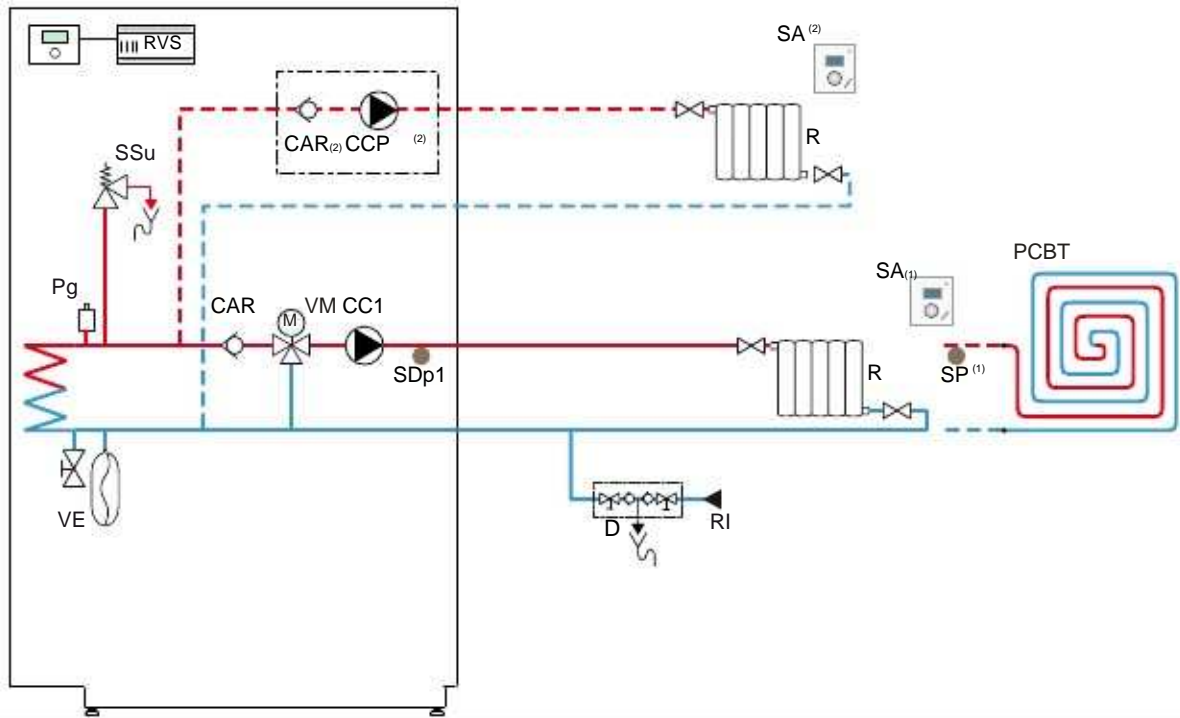 RVS
SA (2)
CAR(2) CCP (2)
R
SSu
PCBT
SA(1)
Pg
CAR
VM CC1
M
SDp1
R
SP (1)
VE
D
RI